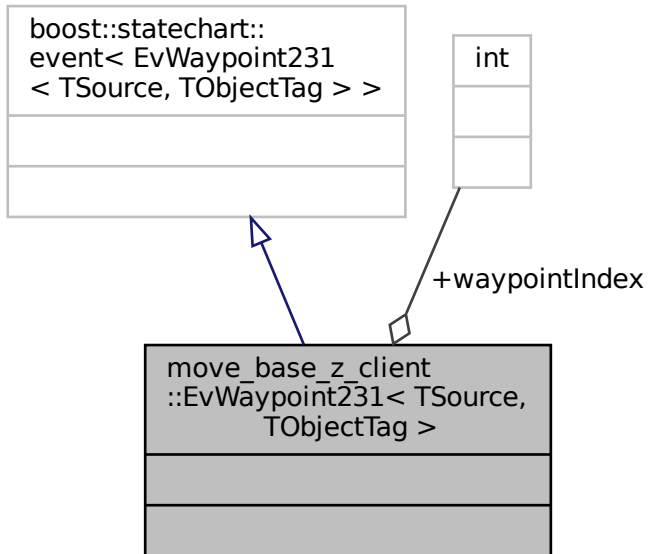 boost::statechart::
event< EvWaypoint231
< TSource, TObjectTag > >
int
+waypointIndex
move_base_z_client
::EvWaypoint231< TSource,
TObjectTag >